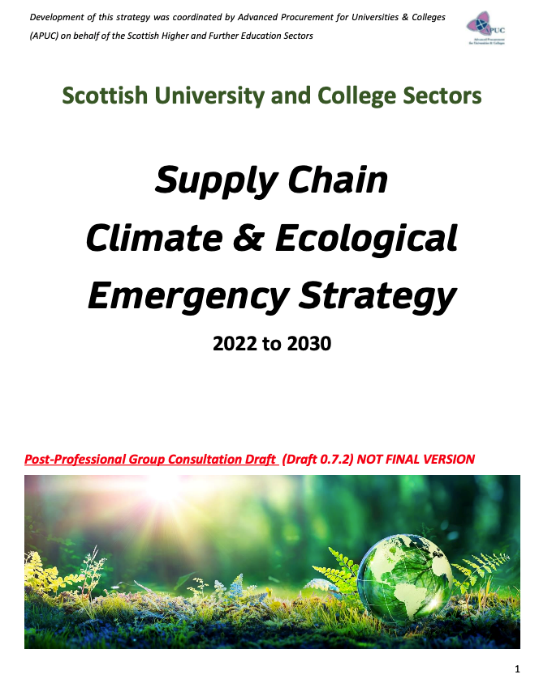 Development of this strategy was coordinated by Advanced Procurement for Universities & Colleges
(APUC) on behalf of the Scottish Higher and Further Education Sectors
APUC
Advanced Procurement
for Universities & Colleges
Scottish University and College Sectors
Supply Chain
Climate & Ecological
Emergency Strategy
2022 to 2030
Post-Professional Group Consultation Draft (Draft 0.7.2) NOT FINAL VERSION
1